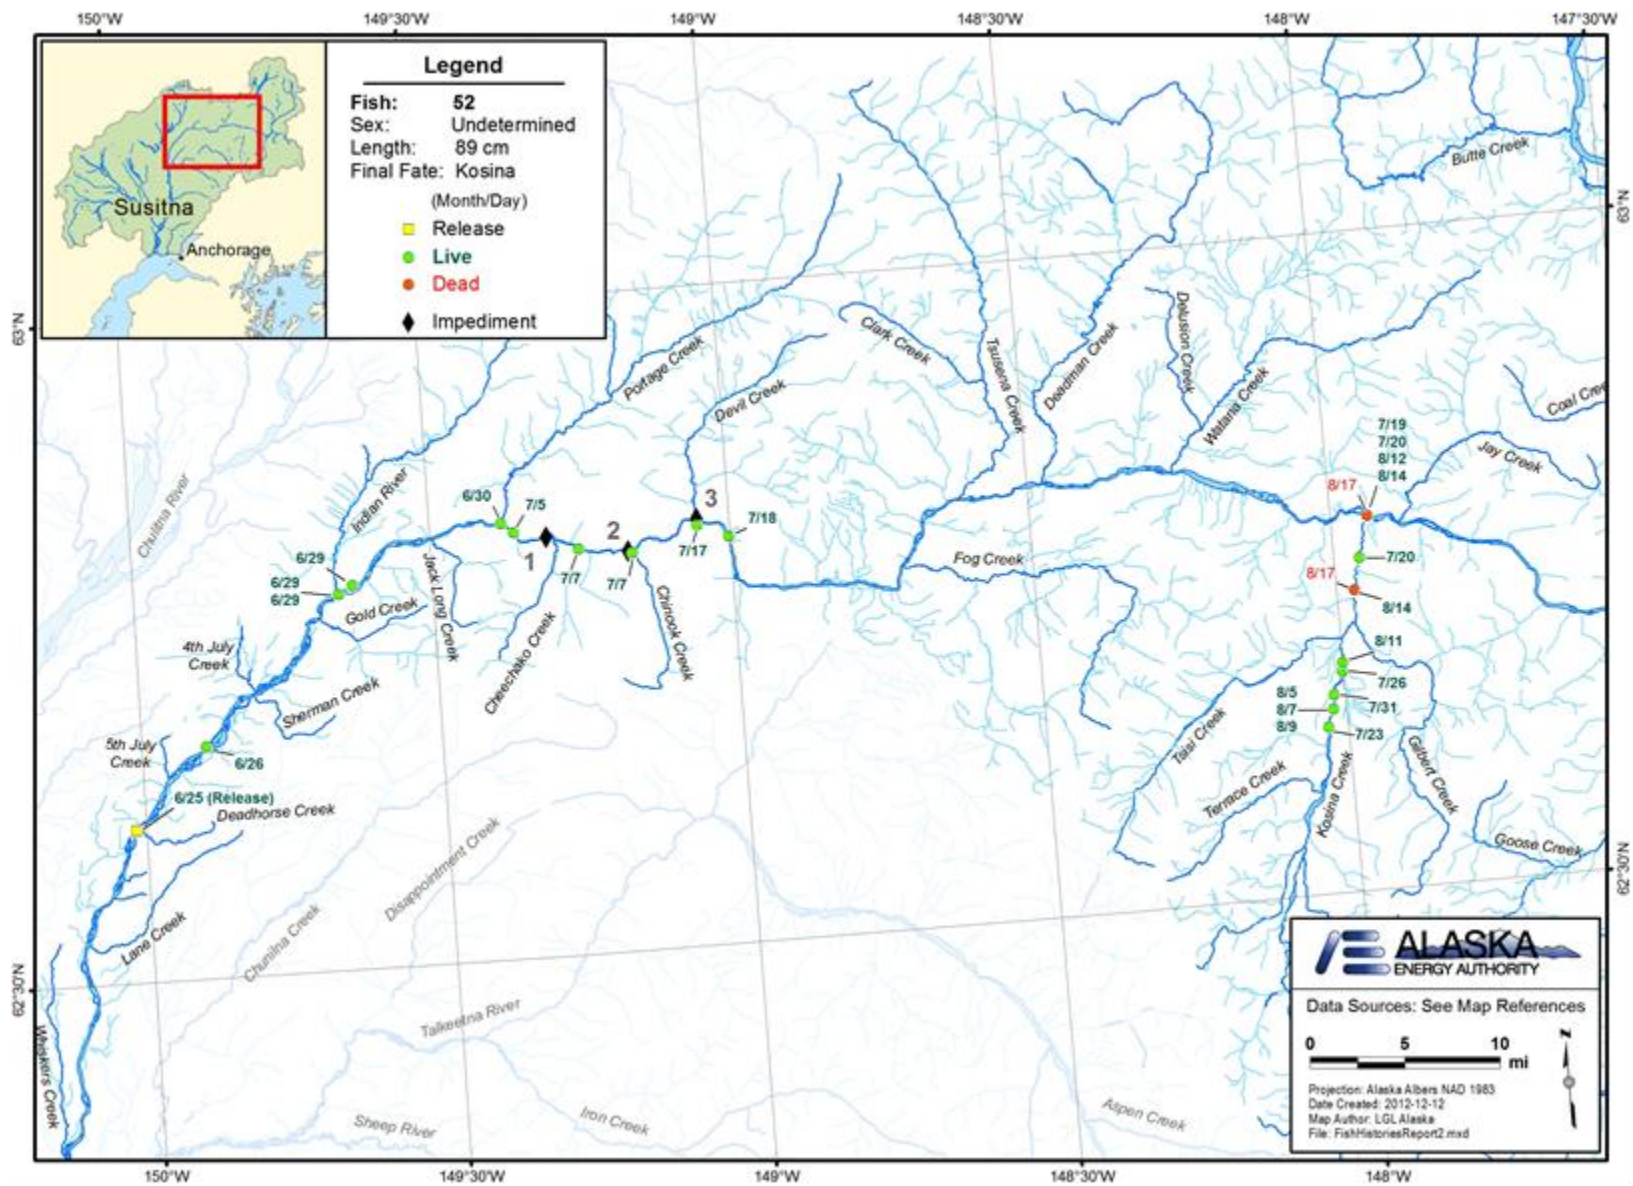 150°W 149°30'W 149°W 148°30'W 148°W 147°30'W
Legend
Fish: 52
Sex: Undetermined
Length: 89 cm
Final Fate: Kosina
(Month/Day)
Release
Live
Dead
Impediment
Susitna
Anchorage
63°N
63°N
Butte Creek
Portage Creek
Clark Creek
Devil Creek
Tsusena Creek
Deadman Creek
Delusion Creek
Watana Creek
Coal Cree
Jay Creek
7/19
7/20
8/12
8/14
8/17
Chulitna River
Indian River
6/30
7/5
3
7/18
2
7/17
1
7/7
7/7
Fog Creek
7/20
8/17
8/14
6/29
6/29
6/29
Gold Creek
Jack Long Creek
Cheechako Creek
Chinook Creek
4th July
Creek
Sherman Creek
8/11
7/26
8/5
8/7
8/9
7/31
7/23
Tsisi Creek
Gilbert Creek
5th July
Creek
6/26
6/25 (Release)
Deadhorse Creek
Terrace Creek
Kosina Creek
Goose Creek
62°30'N
Disappointment Creek
Chunilna Creek
Lane Creek
62°30'N
Talkeetna River
Whiskers Creek
Sheep River
Iron Creek
Aspen Creek
ALASKA
ENERGY AUTHORITY
Data Sources: See Map References
0 5 10
mi
N
Projection: Alaska Albers NAD 1983
Date Created: 2012-12-12
Map Author: LGL Alaska
File: FishHistoriesReport2.mxd
150°W 149°30'W 149°W 148°30'W 148°W